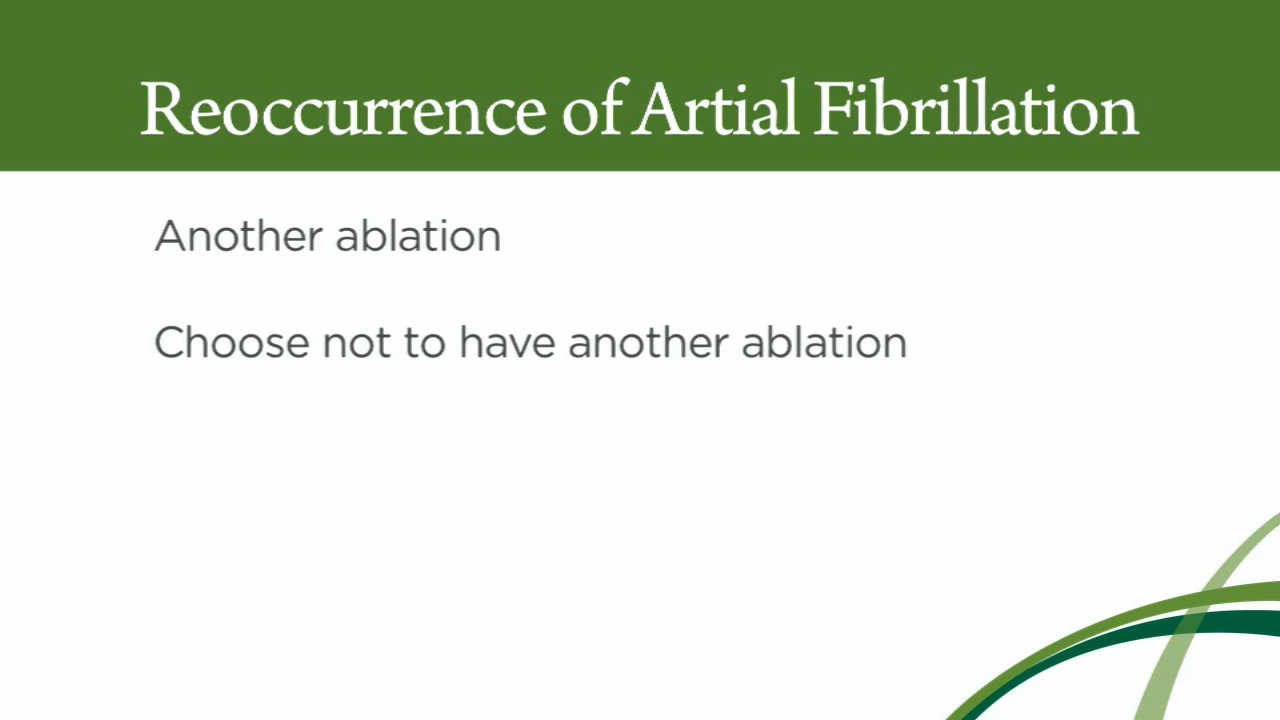 Reoccurrence of Artial Fibrillation
Another ablation
Choose not to have another ablation